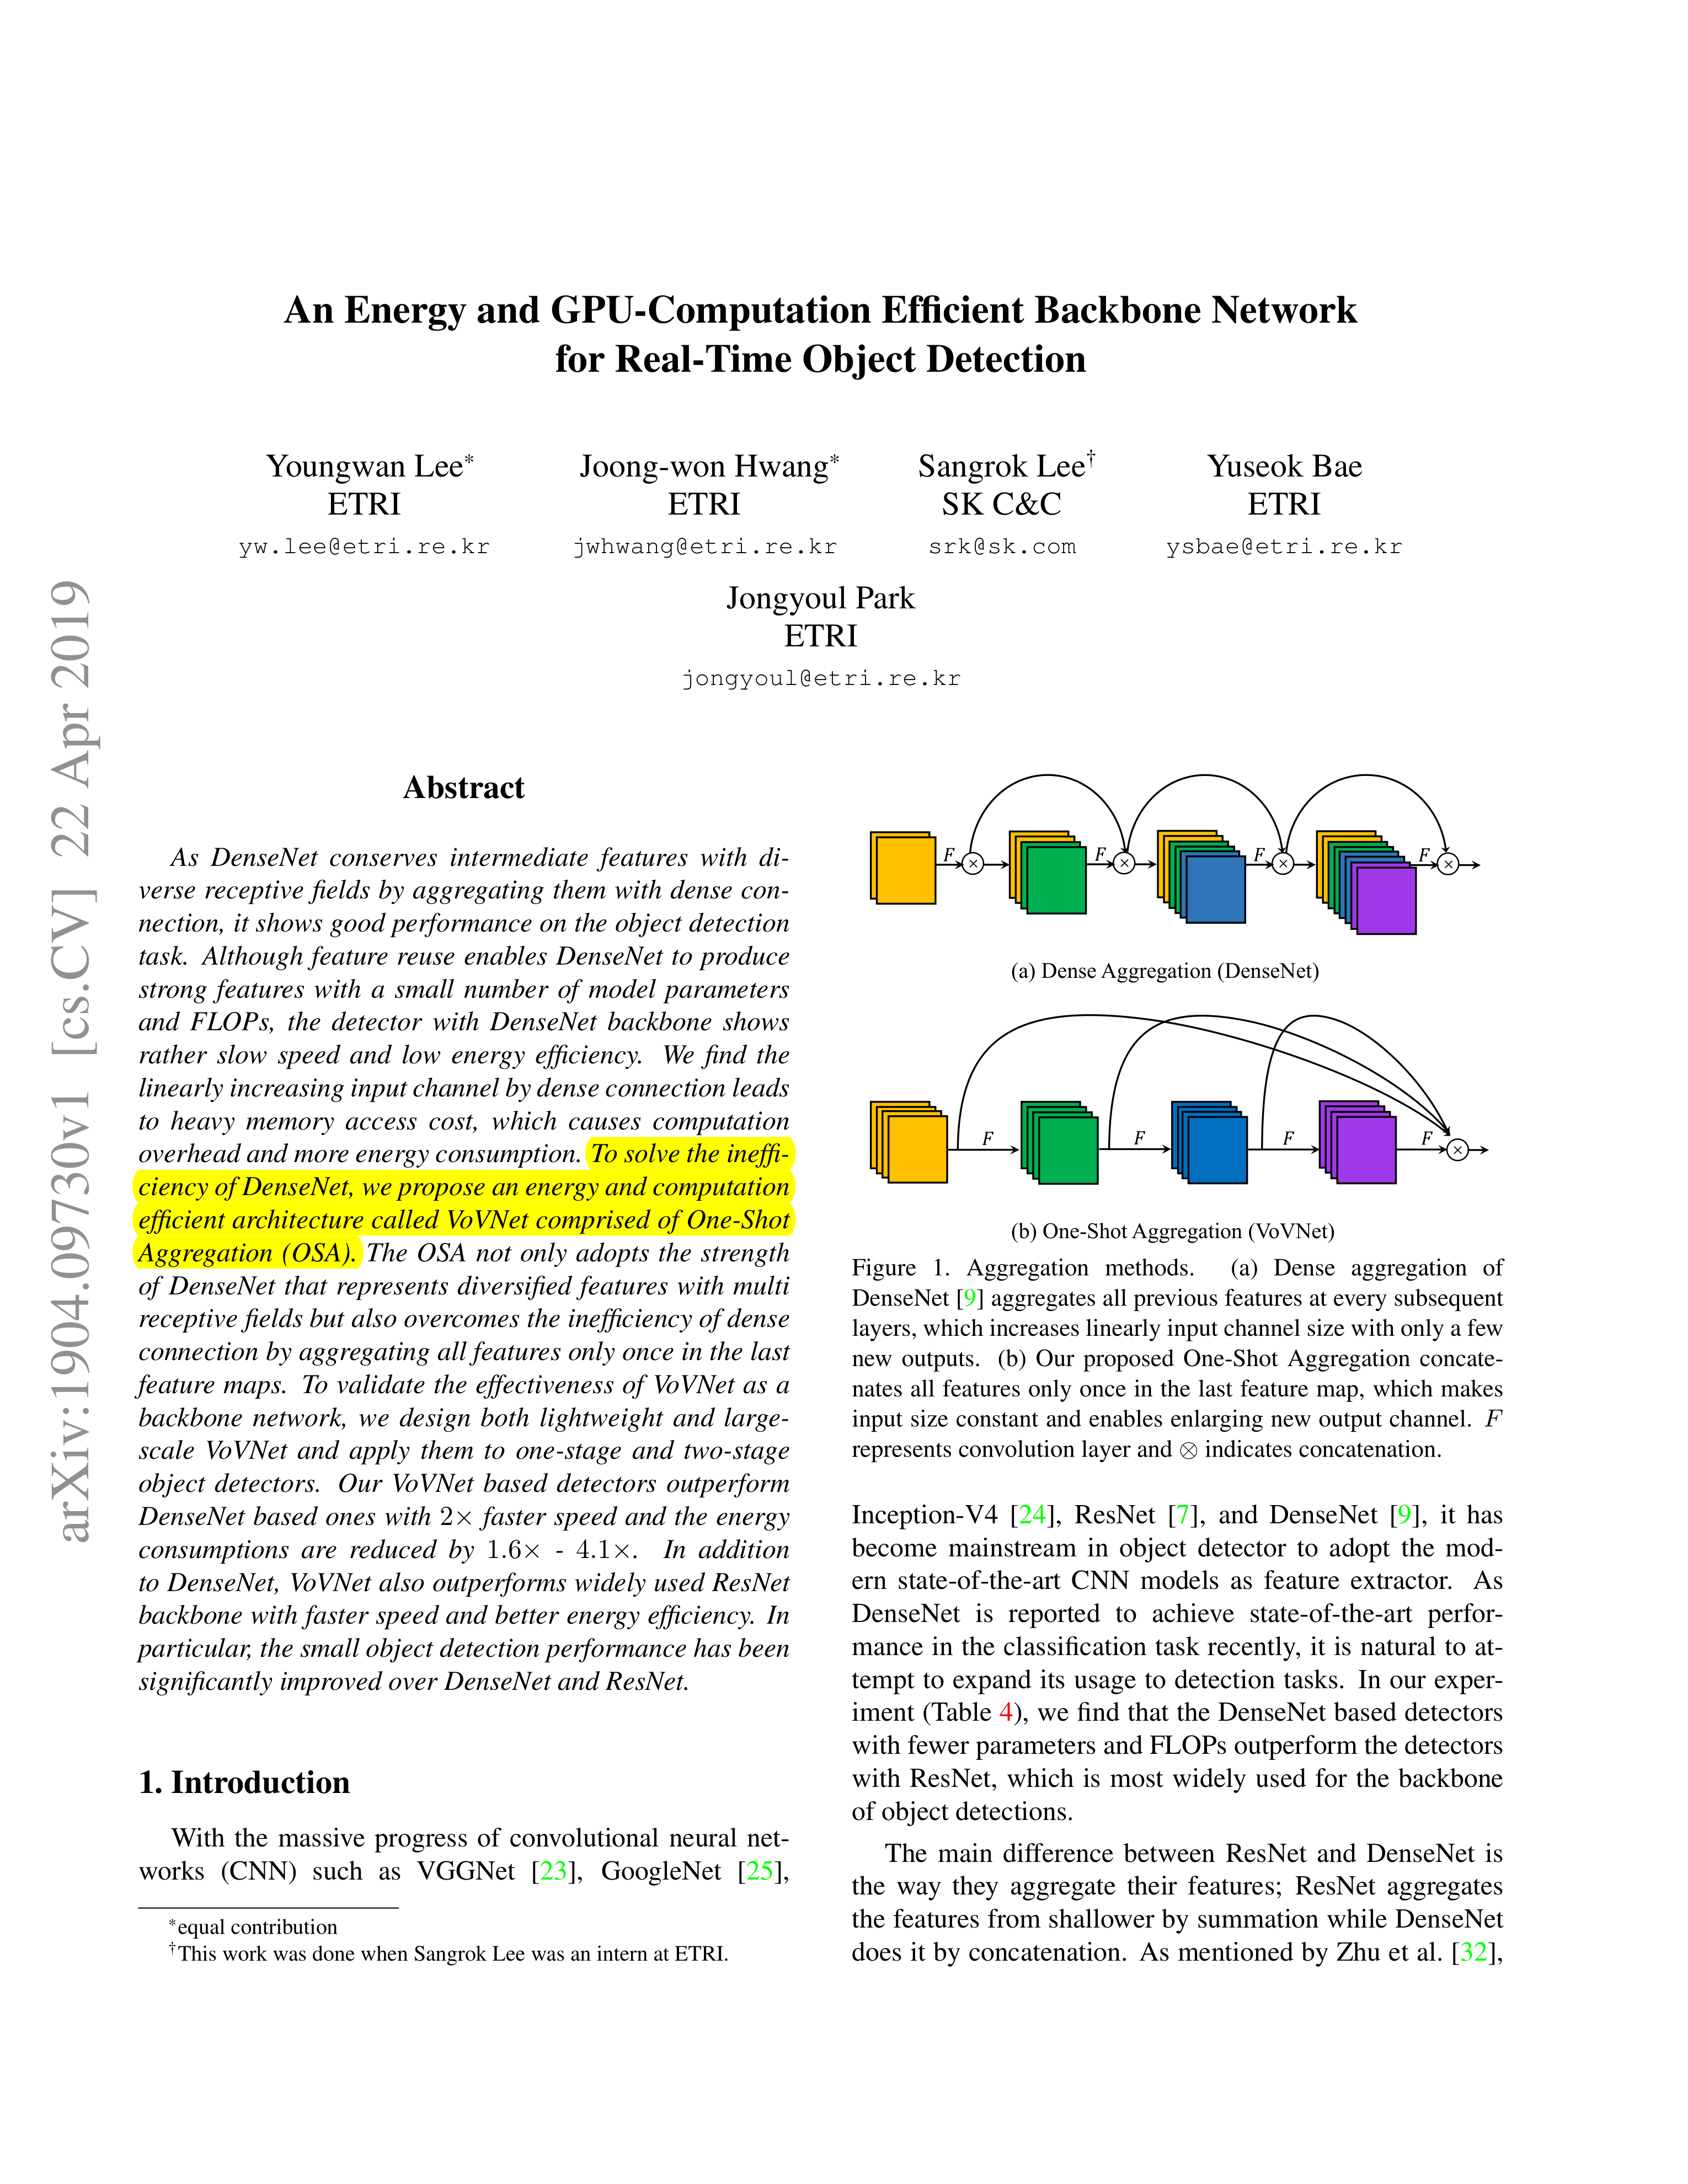 An Energy and GPU-Computation Efficient Backbone Network
for Real-Time Object Detection
Youngwan Lee*
ETRI
yw.lee@etri.re.kr
Joong-won Hwang*
ETRI
jwhwang@etri.re.kr
Sangrok Lee†
SK C&C
srk@sk.com
Yuseok Bae
ETRI
ysbae@etri.re.kr
Jongyoul Park
ETRI
jongyoul@etri.re.kr
arXiv:1904.09730v1 [cs.CV] 22 Apr 2019
Abstract
As DenseNet conserves intermediate features with di-
verse receptive fields by aggregating them with dense con-
nection, it shows good performance on the object detection
task. Although feature reuse enables DenseNet to produce
strong features with a small number of model parameters
and FLOPs, the detector with DenseNet backbone shows
rather slow speed and low energy efficiency. We find the
linearly increasing input channel by dense connection leads
to heavy memory access cost, which causes computation
overhead and more energy consumption. To solve the ineffi-
ciency of DenseNet, we propose an energy and computation
efficient architecture called VoVNet comprised of One-Shot
Aggregation (OSA). The OSA not only adopts the strength
of DenseNet that represents diversified features with multi
receptive fields but also overcomes the inefficiency of dense
connection by aggregating all features only once in the last
feature maps. To validate the effectiveness of VoVNet as a
backbone network, we design both lightweight and large-
scale VoVNet and apply them to one-stage and two-stage
object detectors. Our VoVNet based detectors outperform
DenseNet based ones with 2× faster speed and the energy
consumptions are reduced by 1.6× - 4.1×. In addition
to DenseNet, VoVNet also outperforms widely used ResNet
backbone with faster speed and better energy efficiency. In
particular, the small object detection performance has been
significantly improved over DenseNet and ResNet.
1. Introduction
With the massive progress of convolutional neural net-
works (CNN) such as VGGNet [23], GoogleNet [25],
*equal contribution
†This work was done when Sangrok Lee was an intern at ETRI.
F ⊗ F ⊗ F ⊗ F ⊗
(a) Dense Aggregation (DenseNet)
F F F F ⊗
(b) One-Shot Aggregation (VoVNet)
Figure 1. Aggregation methods. (a) Dense aggregation of
DenseNet [9] aggregates all previous features at every subsequent
layers, which increases linearly input channel size with only a few
new outputs. (b) Our proposed One-Shot Aggregation concate-
nates all features only once in the last feature map, which makes
input size constant and enables enlarging new output channel. F
represents convolution layer and ⊗ indicates concatenation.
Inception-V4 [24], ResNet [7], and DenseNet [9], it has
become mainstream in object detector to adopt the mod-
ern state-of-the-art CNN models as feature extractor. As
DenseNet is reported to achieve state-of-the-art perfor-
mance in the classification task recently, it is natural to at-
tempt to expand its usage to detection tasks. In our exper-
iment (Table 4), we find that the DenseNet based detectors
with fewer parameters and FLOPs outperform the detectors
with ResNet, which is most widely used for the backbone
of object detections.
The main difference between ResNet and DenseNet is
the way they aggregate their features; ResNet aggregates
the features from shallower by summation while DenseNet
does it by concatenation. As mentioned by Zhu et al. [32],